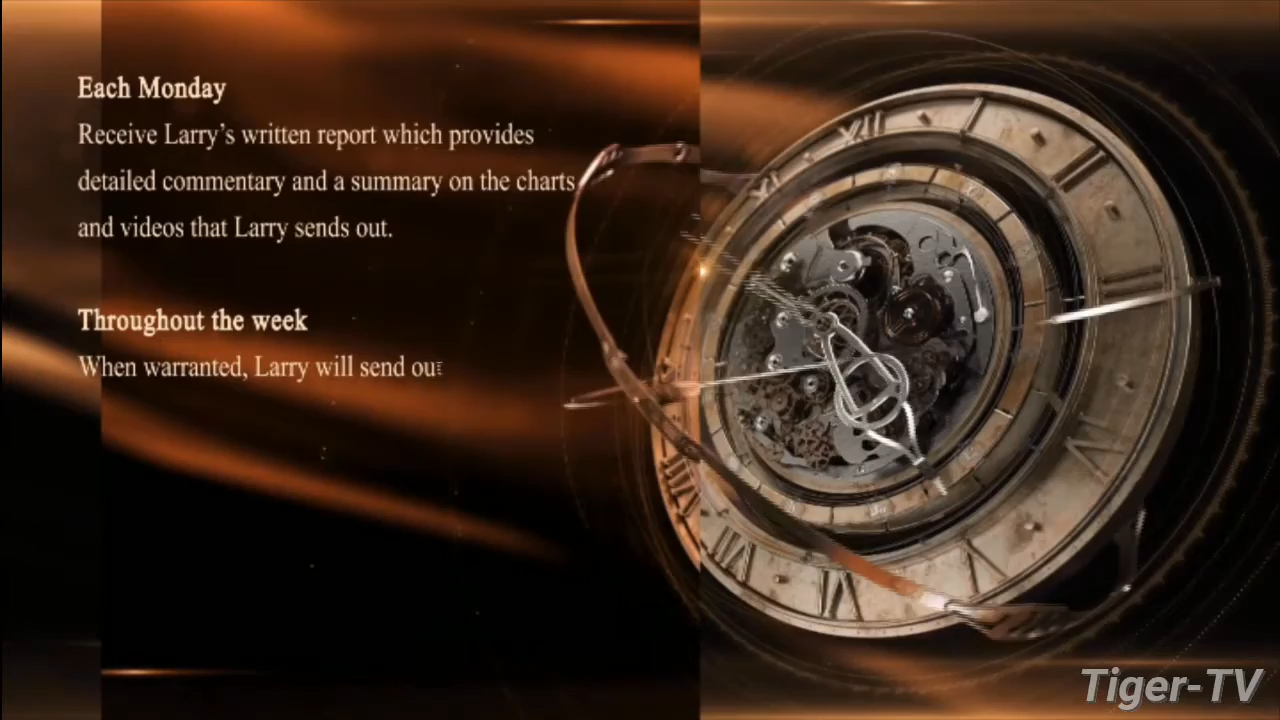 Each Monday
Receive Larry's written report which provides
detailed commentary and a summary on the charts
and videos that Larry sends out.
Throughout the week
When warranted, Larry will send
XII
Tiger-TV